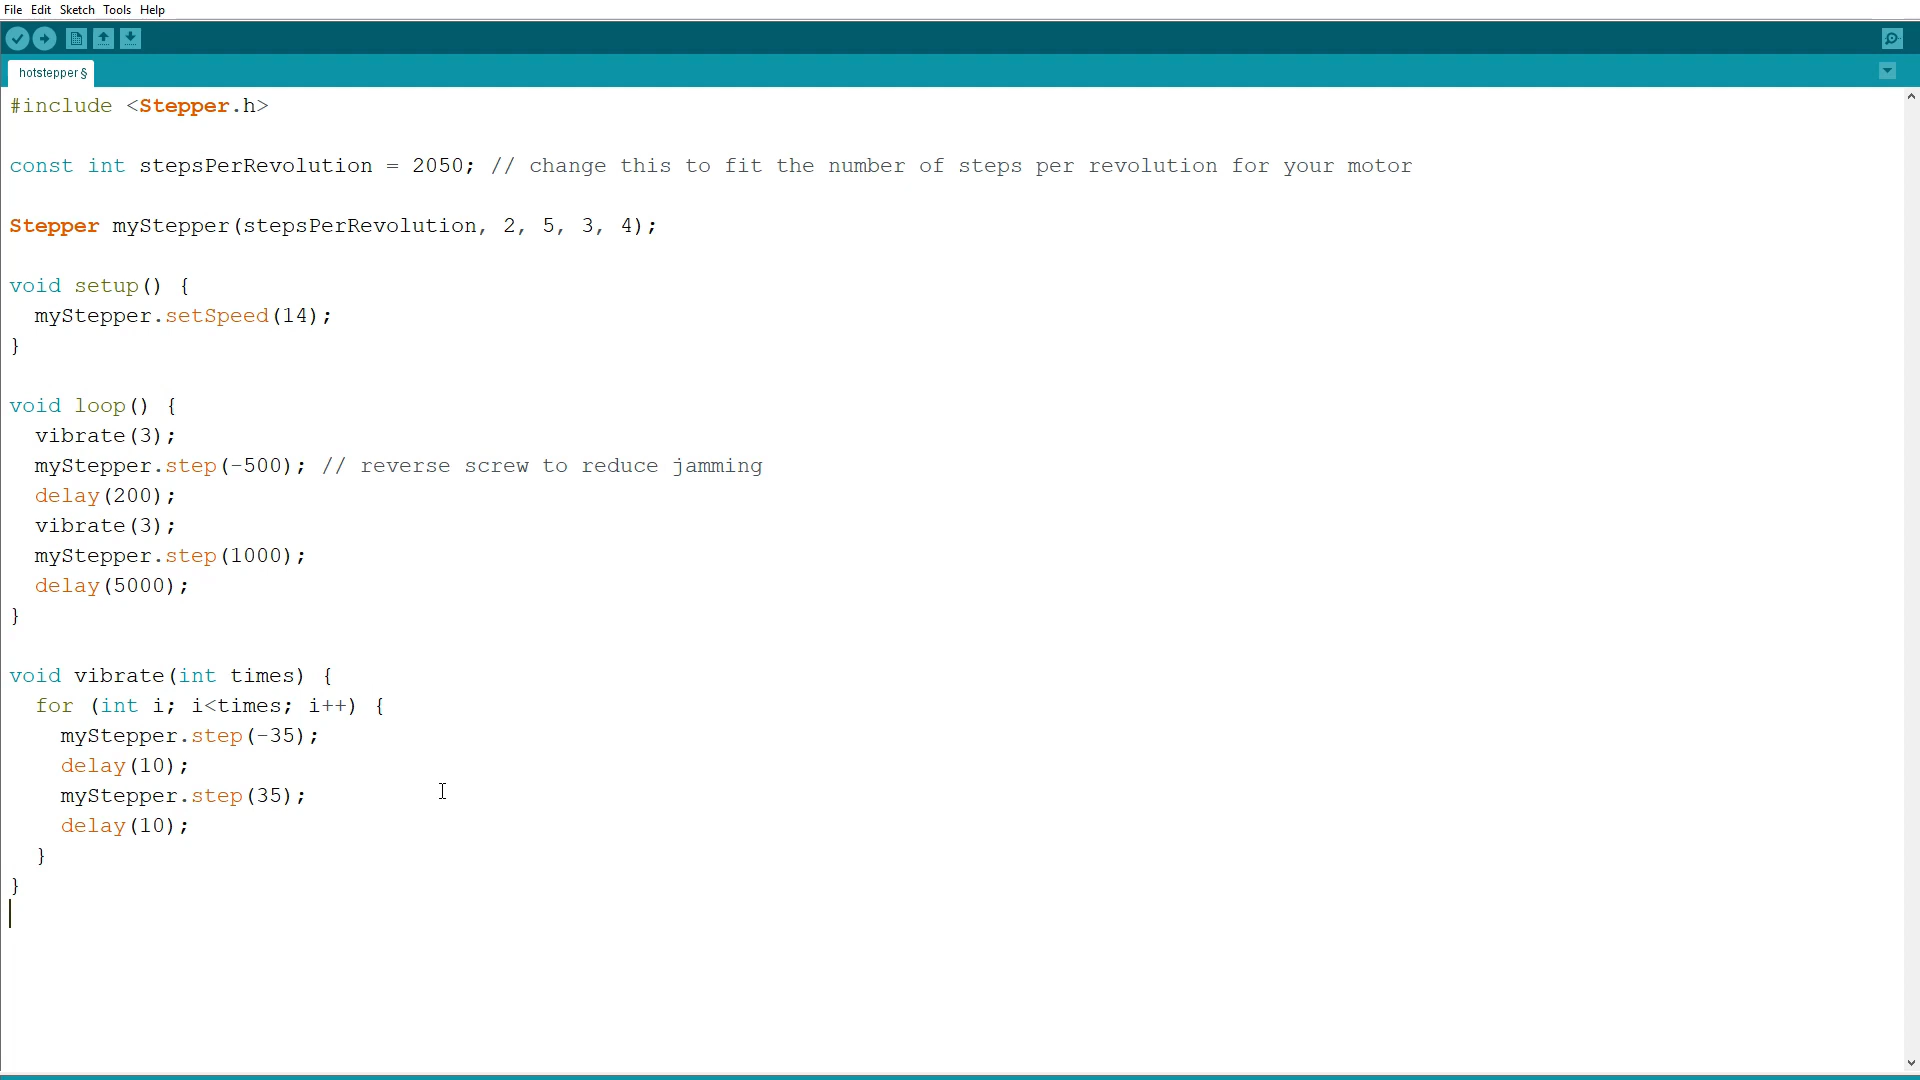 File Edit Sketch Tools Help
hotstepper §
#include <Stepper.h>
const int stepsPerRevolution = 2050; // change this to fit the number of steps per revolution for your motor
Stepper myStepper(stepsPerRevolution, 2, 5, 3, 4);
void setup() {
  myStepper.setSpeed(14);
}
void loop() {
  vibrate(3);
  myStepper.step(-500); // reverse screw to reduce jamming
  delay(200);
  vibrate(3);
  myStepper.step(1000);
  delay(5000);
}
void vibrate(int times) {
  for (int i; i<times; i++) {
    myStepper.step(-35);
    delay(10);
    myStepper.step(35);
    delay(10);
  }
}